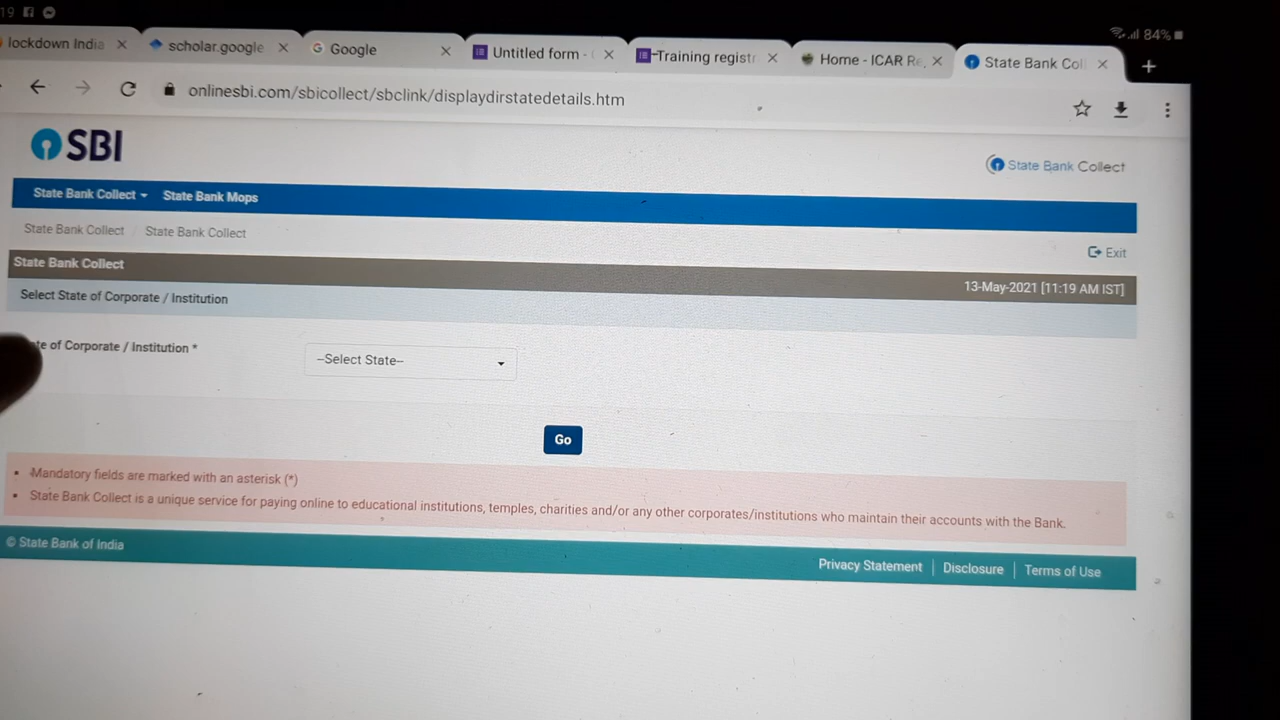 19
lockdown India
scholar.google
Google
Untitled form -
Training registr
Home - ICAR Re
State Bank Col
84%
onlinesbi.com/sbicollect/sbclink/displaydirstatedetails.htm
SBI
State Bank Collect
State Bank Collect
State Bank Mops
State Bank Collect / State Bank Collect
Exit
State Bank Collect
13-May-2021 [11:19 AM IST]
Select State of Corporate / Institution
te of Corporate / Institution *
--Select State--
Go
Mandatory fields are marked with an asterisk (*)
State Bank Collect is a unique service for paying online to educational institutions, temples, charities and/or any other corporates/institutions who maintain their accounts with the Bank.
© State Bank of India
Privacy Statement | Disclosure | Terms of Use